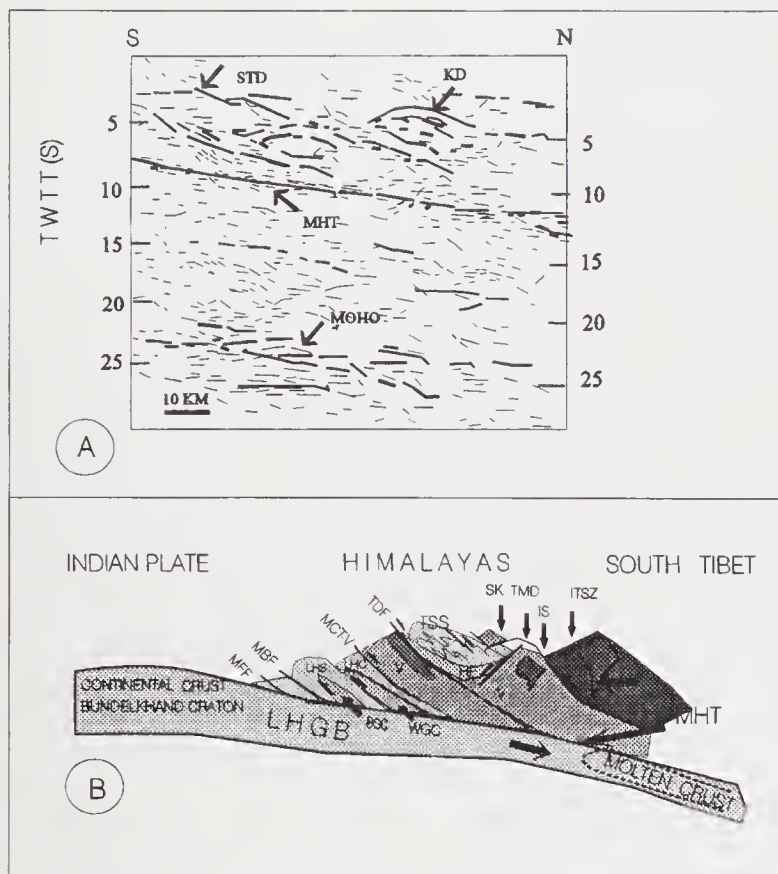 S
N
STD
KD
5
5
10
10
MHT
15
15
20
20
MOHO
25
25
TWTT (S)
10 KM
A
INDIAN PLATE HIMALAYAS SOUTH TIBET
SK TMD IS ITSZ
TDF TSS
MCT-V
MBF
MFF
LHS
CONTINENTAL CRUST
BUNDELKHAND CRATON
LHGB
BGC WGC
MHT
MOLTEN CRUST
B